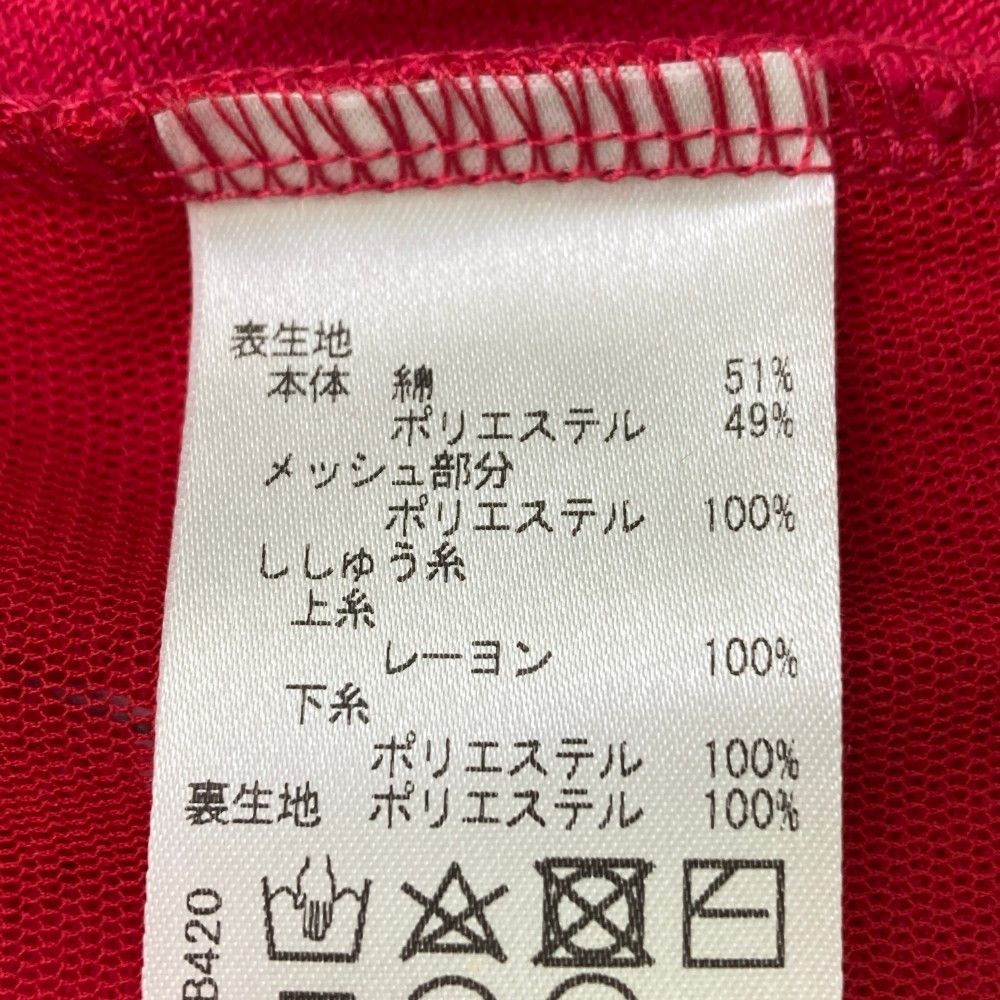 表生地
本体 綿 51%
ポリエステル 49%
メッシュ部分
ポリエステル 100%
ししゅう糸
上糸
レーヨン 100%
下糸
ポリエステル 100%
裏生地 ポリエステル 100%
B420